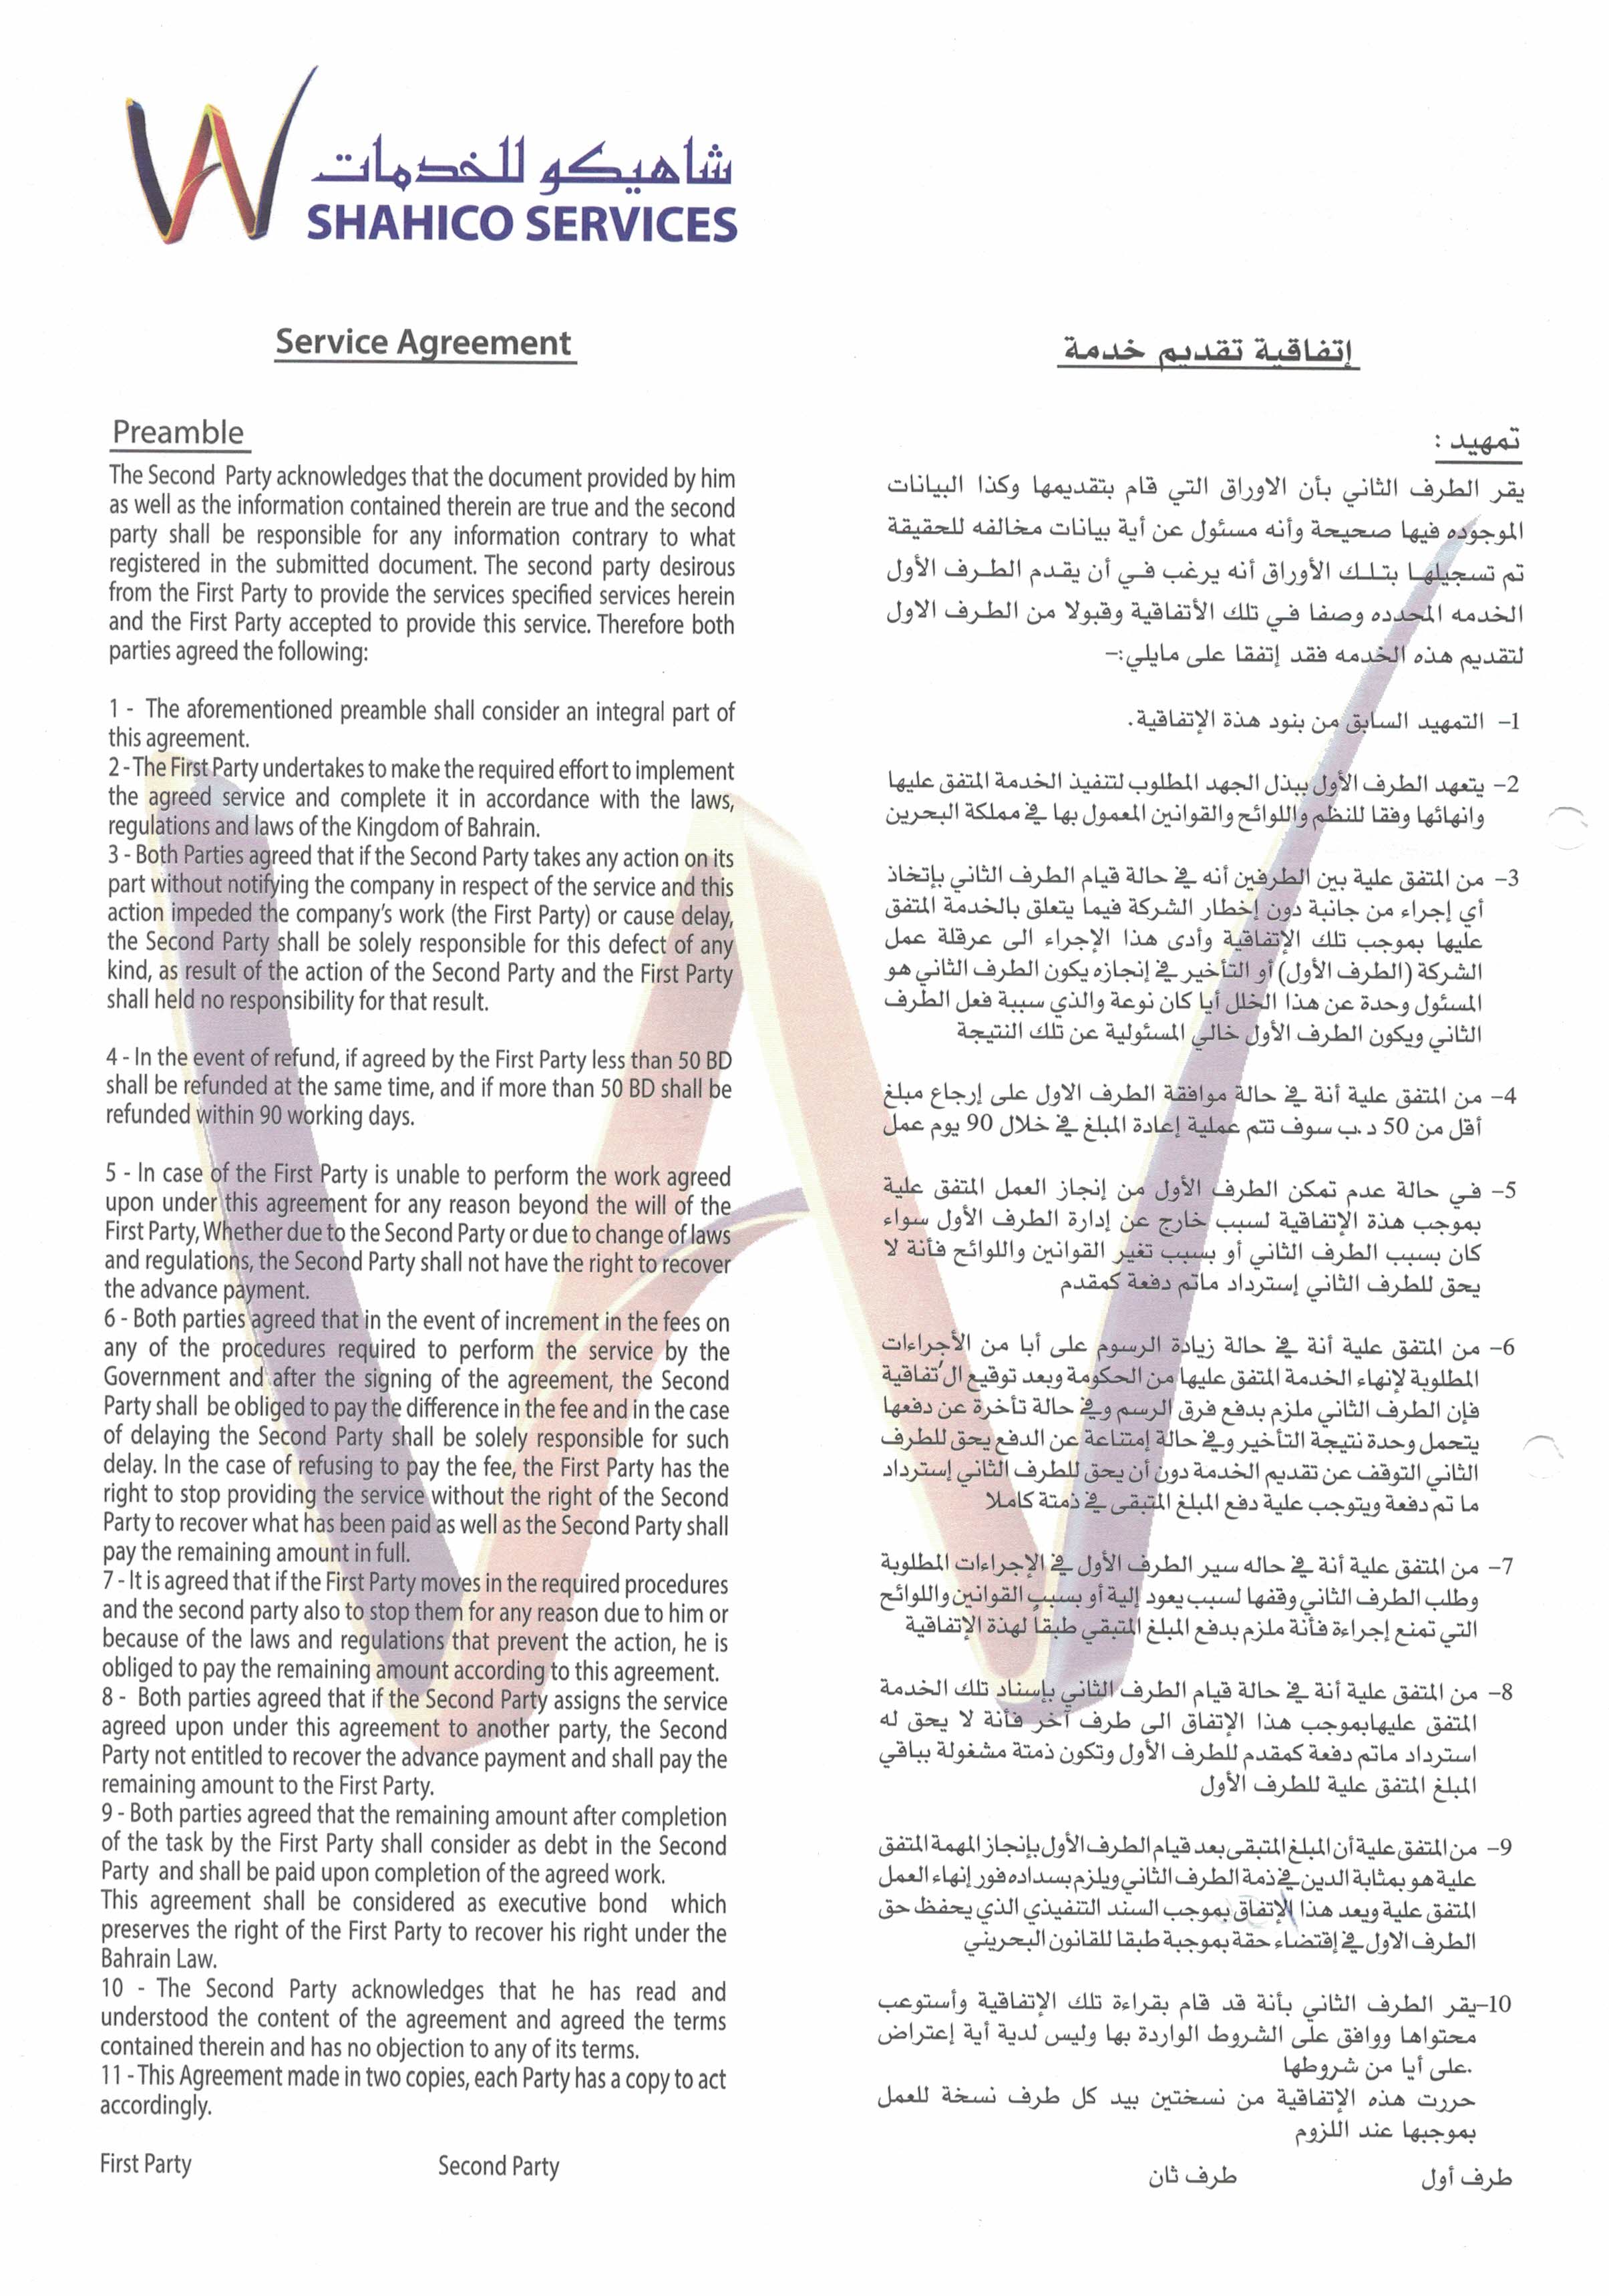 شاهيكو للخدمات
SHAHICO SERVICES
Service Agreement
Preamble
The Second Party acknowledges that the document provided by him
as well as the information contained therein are true and the second
party shall be responsible for any information contrary to what
registered in the submitted document. The second party desirous
from the First Party to provide the services specified services herein
and the First Party accepted to provide this service. Therefore both
parties agreed the following:
1 - The aforementioned preamble shall consider an integral part of
this agreement.
2 - The First Party undertakes to make the required effort to implement
the agreed service and complete it in accordance with the laws,
regulations and laws of the Kingdom of Bahrain.
3 - Both Parties agreed that if the Second Party takes any action on its
part without notifying the company in respect of the service and this
action impeded the company's work (the First Party) or cause delay,
the Second Party shall be solely responsible for this defect of any
kind, as result of the action of the Second Party and the First Party
shall held no responsibility for that result.
4 - In the event of refund, if agreed by the First Party less than 50 BD
shall be refunded at the same time, and if more than 50 BD shall be
refunded within 90 working days.
5 - In case of the First Party is unable to perform the work agreed
upon under this agreement for any reason beyond the will of the
First Party, Whether due to the Second Party or due to change of laws
and regulations, the Second Party shall not have the right to recover
the advance payment.
6 - Both parties agreed that in the event of increment in the fees on
any of the procedures required to perform the service by the
Government and after the signing of the agreement, the Second
Party shall be obliged to pay the difference in the fee and in the case
of delaying the Second Party shall be solely responsible for such
delay. In the case of refusing to pay the fee, the First Party has the
right to stop providing the service without the right of the Second
Party to recover what has been paid as well as the Second Party shall
pay the remaining amount in full.
7 - It is agreed that if the First Party moves in the required procedures
and the second party also to stop them for any reason due to him or
because of the laws and regulations that prevent the action, he is
obliged to pay the remaining amount according to this agreement.
8 - Both parties agreed that if the Second Party assigns the service
agreed upon under this agreement to another party, the Second
Party not entitled to recover the advance payment and shall pay the
remaining amount to the First Party.
9 - Both parties agreed that the remaining amount after completion
of the task by the First Party shall consider as debt in the Second
Party and shall be paid upon completion of the agreed work.
This agreement shall be considered as executive bond which
preserves the right of the First Party to recover his right under the
Bahrain Law.
10 - The Second Party acknowledges that he has read and
understood the content of the agreement and agreed the terms
contained therein and has no objection to any of its terms.
11 - This Agreement made in two copies, each Party has a copy to act
accordingly.
First Party Second Party
إتفاقية تقديم خدمة
تمهيد :
يقر الطرف الثاني بأن الاوراق التي قام بتقديمها وكذا البيانات
الموجوده فيها صحيحة وأنه مسئول عن أية بيانات مخالفه للحقيقة
تم تسجيلها بتلك الأوراق أنه يرغب في أن يقدم الطرف الأول
الخدمه المحدده وصفا في تلك الأتفاقية وقبولا من الطرف الاول
لتقديم هذه الخدمه فقد إتفقا على مايلي:-
1- التمهيد السابق من بنود هذة الإتفاقية.
2- يتعهد الطرف الأول ببذل الجهد المطلوب لتنفيذ الخدمة المتفق عليها
وانهائها وفقا للنظم واللوائح والقوانين المعمول بها في مملكة البحرين
3- من المتفق علية بين الطرفين أنه في حالة قيام الطرف الثاني بإتخاذ
أي إجراء من جانبة دون إخطار الشركة فيما يتعلق بالخدمة المتفق
عليها بموجب تلك الإتفاقية وأدى هذا الإجراء الى عرقلة عمل
الشركة (الطرف الأول) أو التأخير في إنجازه يكون الطرف الثاني هو
المسئول وحدة عن هذا الخلل أيا كان نوعة والذي سببة فعل الطرف
الثاني ويكون الطرف الأول خالي المسئولية عن تلك النتيجة
4- من المتفق علية أنة في حالة موافقة الطرف الاول على إرجاع مبلغ
أقل من 50 د.ب سوف تتم عملية إعادة المبلغ في خلال 90 يوم عمل
5- في حالة عدم تمكن الطرف الأول من إنجاز العمل المتفق علية
بموجب هذة الإتفاقية لسبب خارج عن إدارة الطرف الأول سواء
كان بسبب الطرف الثاني أو بسبب تغير القوانين واللوائح فأنة لا
يحق للطرف الثاني إسترداد ماتم دفعة كمقدم
6- من المتفق علية أنة في حالة زيادة الرسوم على أبا من الأجراءات
المطلوبة لإنهاء الخدمة المتفق عليها من الحكومة وبعد توقيع ال'تفاقية
فإن الطرف الثاني ملزم بدفع فرق الرسم وفي حالة تأخرة عن دفعها
يتحمل وحدة نتيجة التأخير وفي حالة إمتناعة عن الدفع يحق للطرف
الثاني التوقف عن تقديم الخدمة دون أن يحق للطرف الثاني إسترداد
ما تم دفعة ويتوجب علية دفع المبلغ المتبقى في ذمتة كاملا
7- من المتفق علية أنة في حاله سير الطرف الأول في الإجراءات المطلوبة
وطلب الطرف الثاني وقفها لسبب يعود إلية أو بسبب القوانين واللوائح
التي تمنع إجراءة فأنة ملزم بدفع المبلغ المتبقي طبقاً لهذة الإتفاقية
8- من المتفق علية أنة في حالة قيام الطرف الثاني بإسناد تلك الخدمة
المتفق عليهابموجب هذا الإتفاق الى طرف آخر فأنة لا يحق له
استرداد ماتم دفعة كمقدم للطرف الأول وتكون ذمتة مشغولة بباقي
المبلغ المتفق علية للطرف الأول
9- من المتفق علية أن المبلغ المتبقى بعد قيام الطرف الأول بإنجاز المهمة المتفق
علية هو بمثابة الدين في ذمة الطرف الثاني ويلزم بسداده فور إنهاء العمل
المتفق علية ويعد هذا الإتفاق بموجب السند التنفيذي الذي يحفظ حق
الطرف الاول في إقتضاء حقة بموجبة طبقا للقانون البحريني
10-يقر الطرف الثاني بأنة قد قام بقراءة تلك الإتفاقية وأستوعب
محتواها ووافق على الشروط الواردة بها وليس لدية أية إعتراض
.على أيا من شروطها
حررت هذه الإتفاقية من نسختين بيد كل طرف نسخة للعمل
بموجبها عند اللزوم
طرف أول طرف ثان